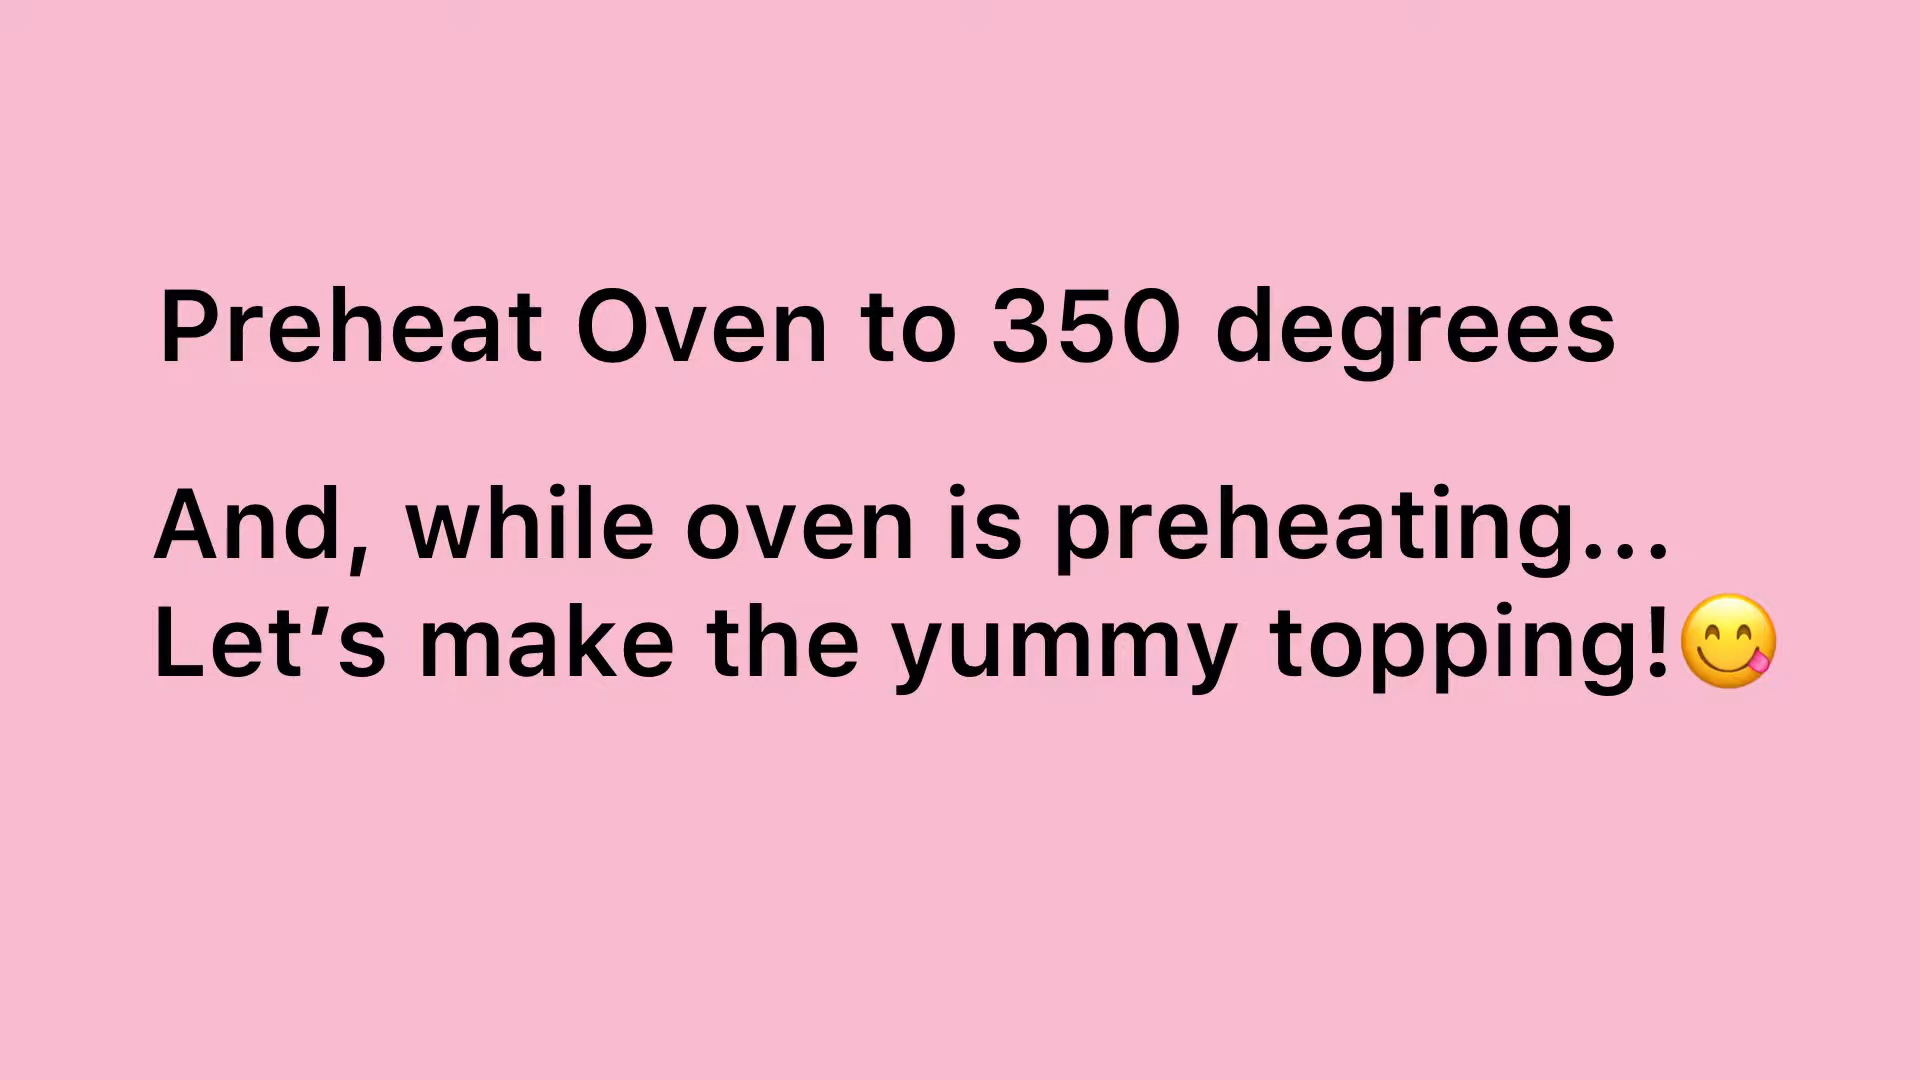 Preheat Oven to 350 degrees
And, while oven is preheating...
Let’s make the yummy topping!😋